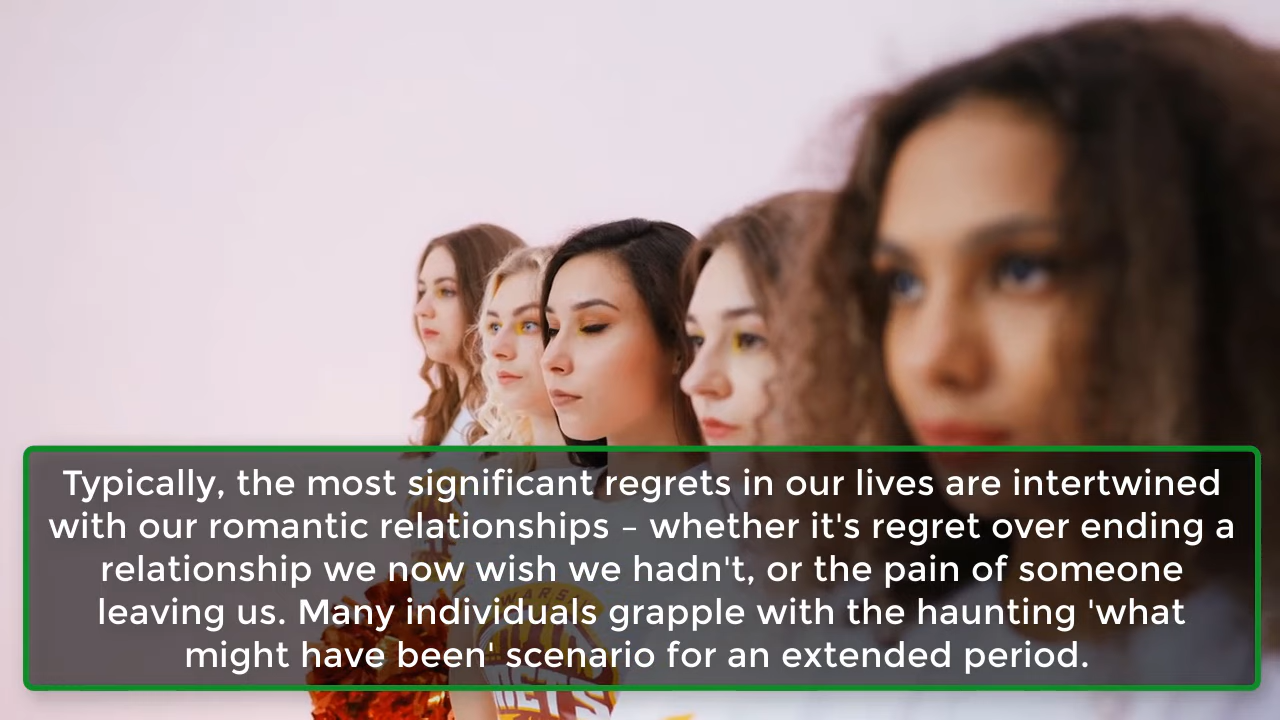 Typically, the most significant regrets in our lives are intertwined
with our romantic relationships – whether it's regret over ending a
relationship we now wish we hadn't, or the pain of someone
leaving us. Many individuals grapple with the haunting 'what
might have been' scenario for an extended period.
WARS